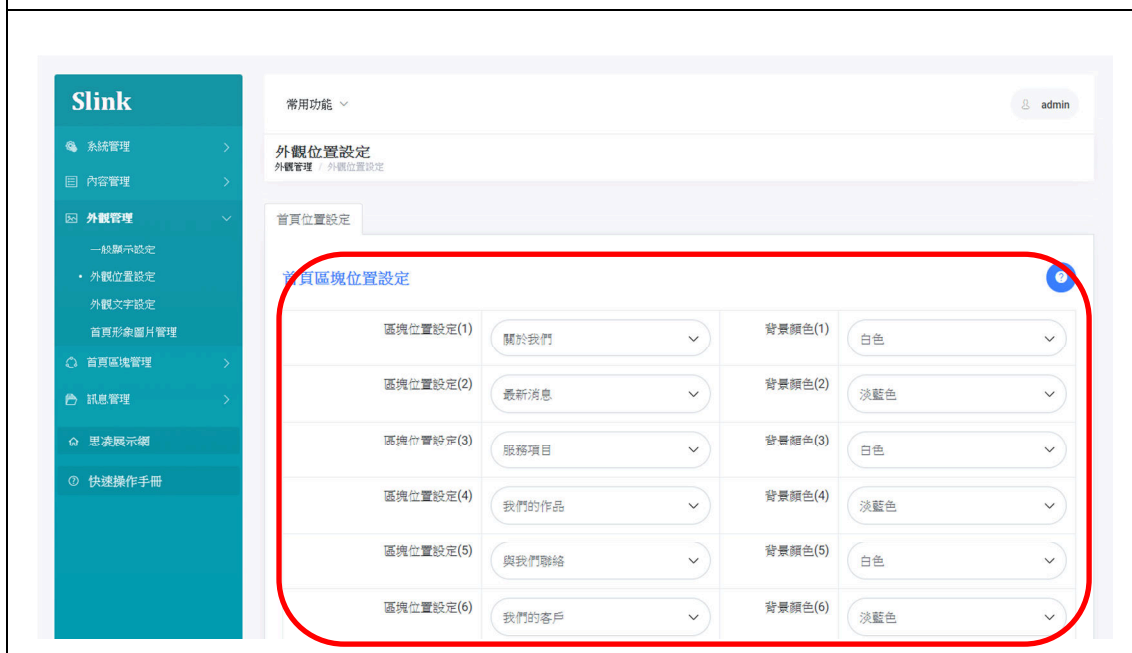 Slink
常用功能
admin
系統管理
外觀位置設定
外觀管理 / 外觀位置設定
內容管理
外觀管理
首頁位置設定
一般顯示設定
外觀位置設定
外觀文字設定
首頁形象圖片管理
首頁區塊管理
訊息管理
思凌展示網
快速操作手冊
首頁區塊位置設定
區塊位置設定(1) 關於我們 背景顏色(1) 白色
區塊位置設定(2) 最新消息 背景顏色(2) 淡藍色
區塊位置設定(3) 服務項目 背景顏色(3) 白色
區塊位置設定(4) 我們的作品 背景顏色(4) 淡藍色
區塊位置設定(5) 與我們聯絡 背景顏色(5) 白色
區塊位置設定(6) 我們的客戶 背景顏色(6) 淡藍色